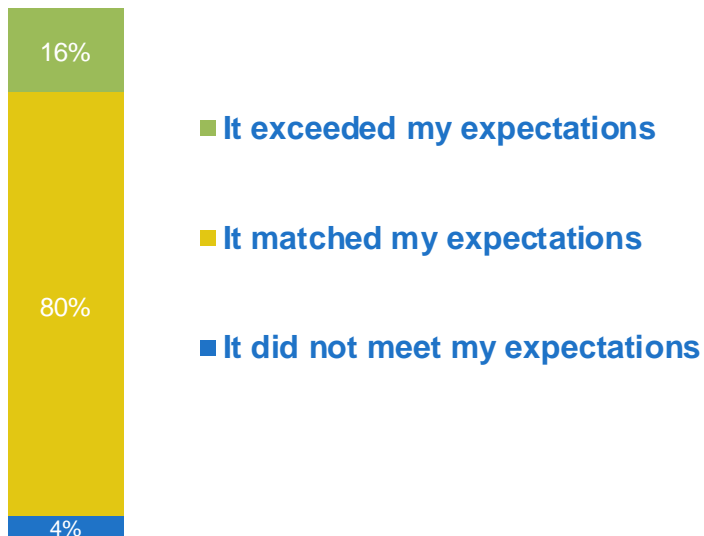 16%
It exceeded my expectations
It matched my expectations
80%
It did not meet my expectations
4%